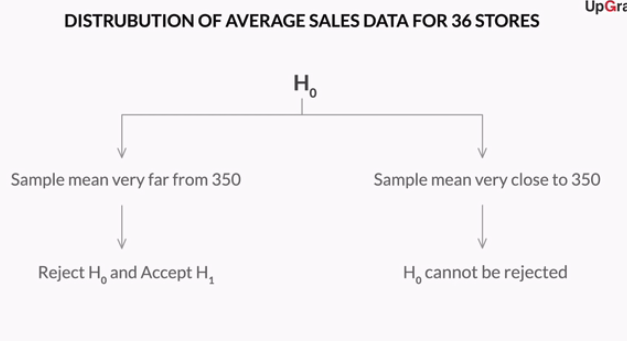 UpGra
DISTRUBUTION OF AVERAGE SALES DATA FOR 36 STORES
H₀
Sample mean very far from 350
Sample mean very close to 350
Reject H₀ and Accept H₁
H₀ cannot be rejected